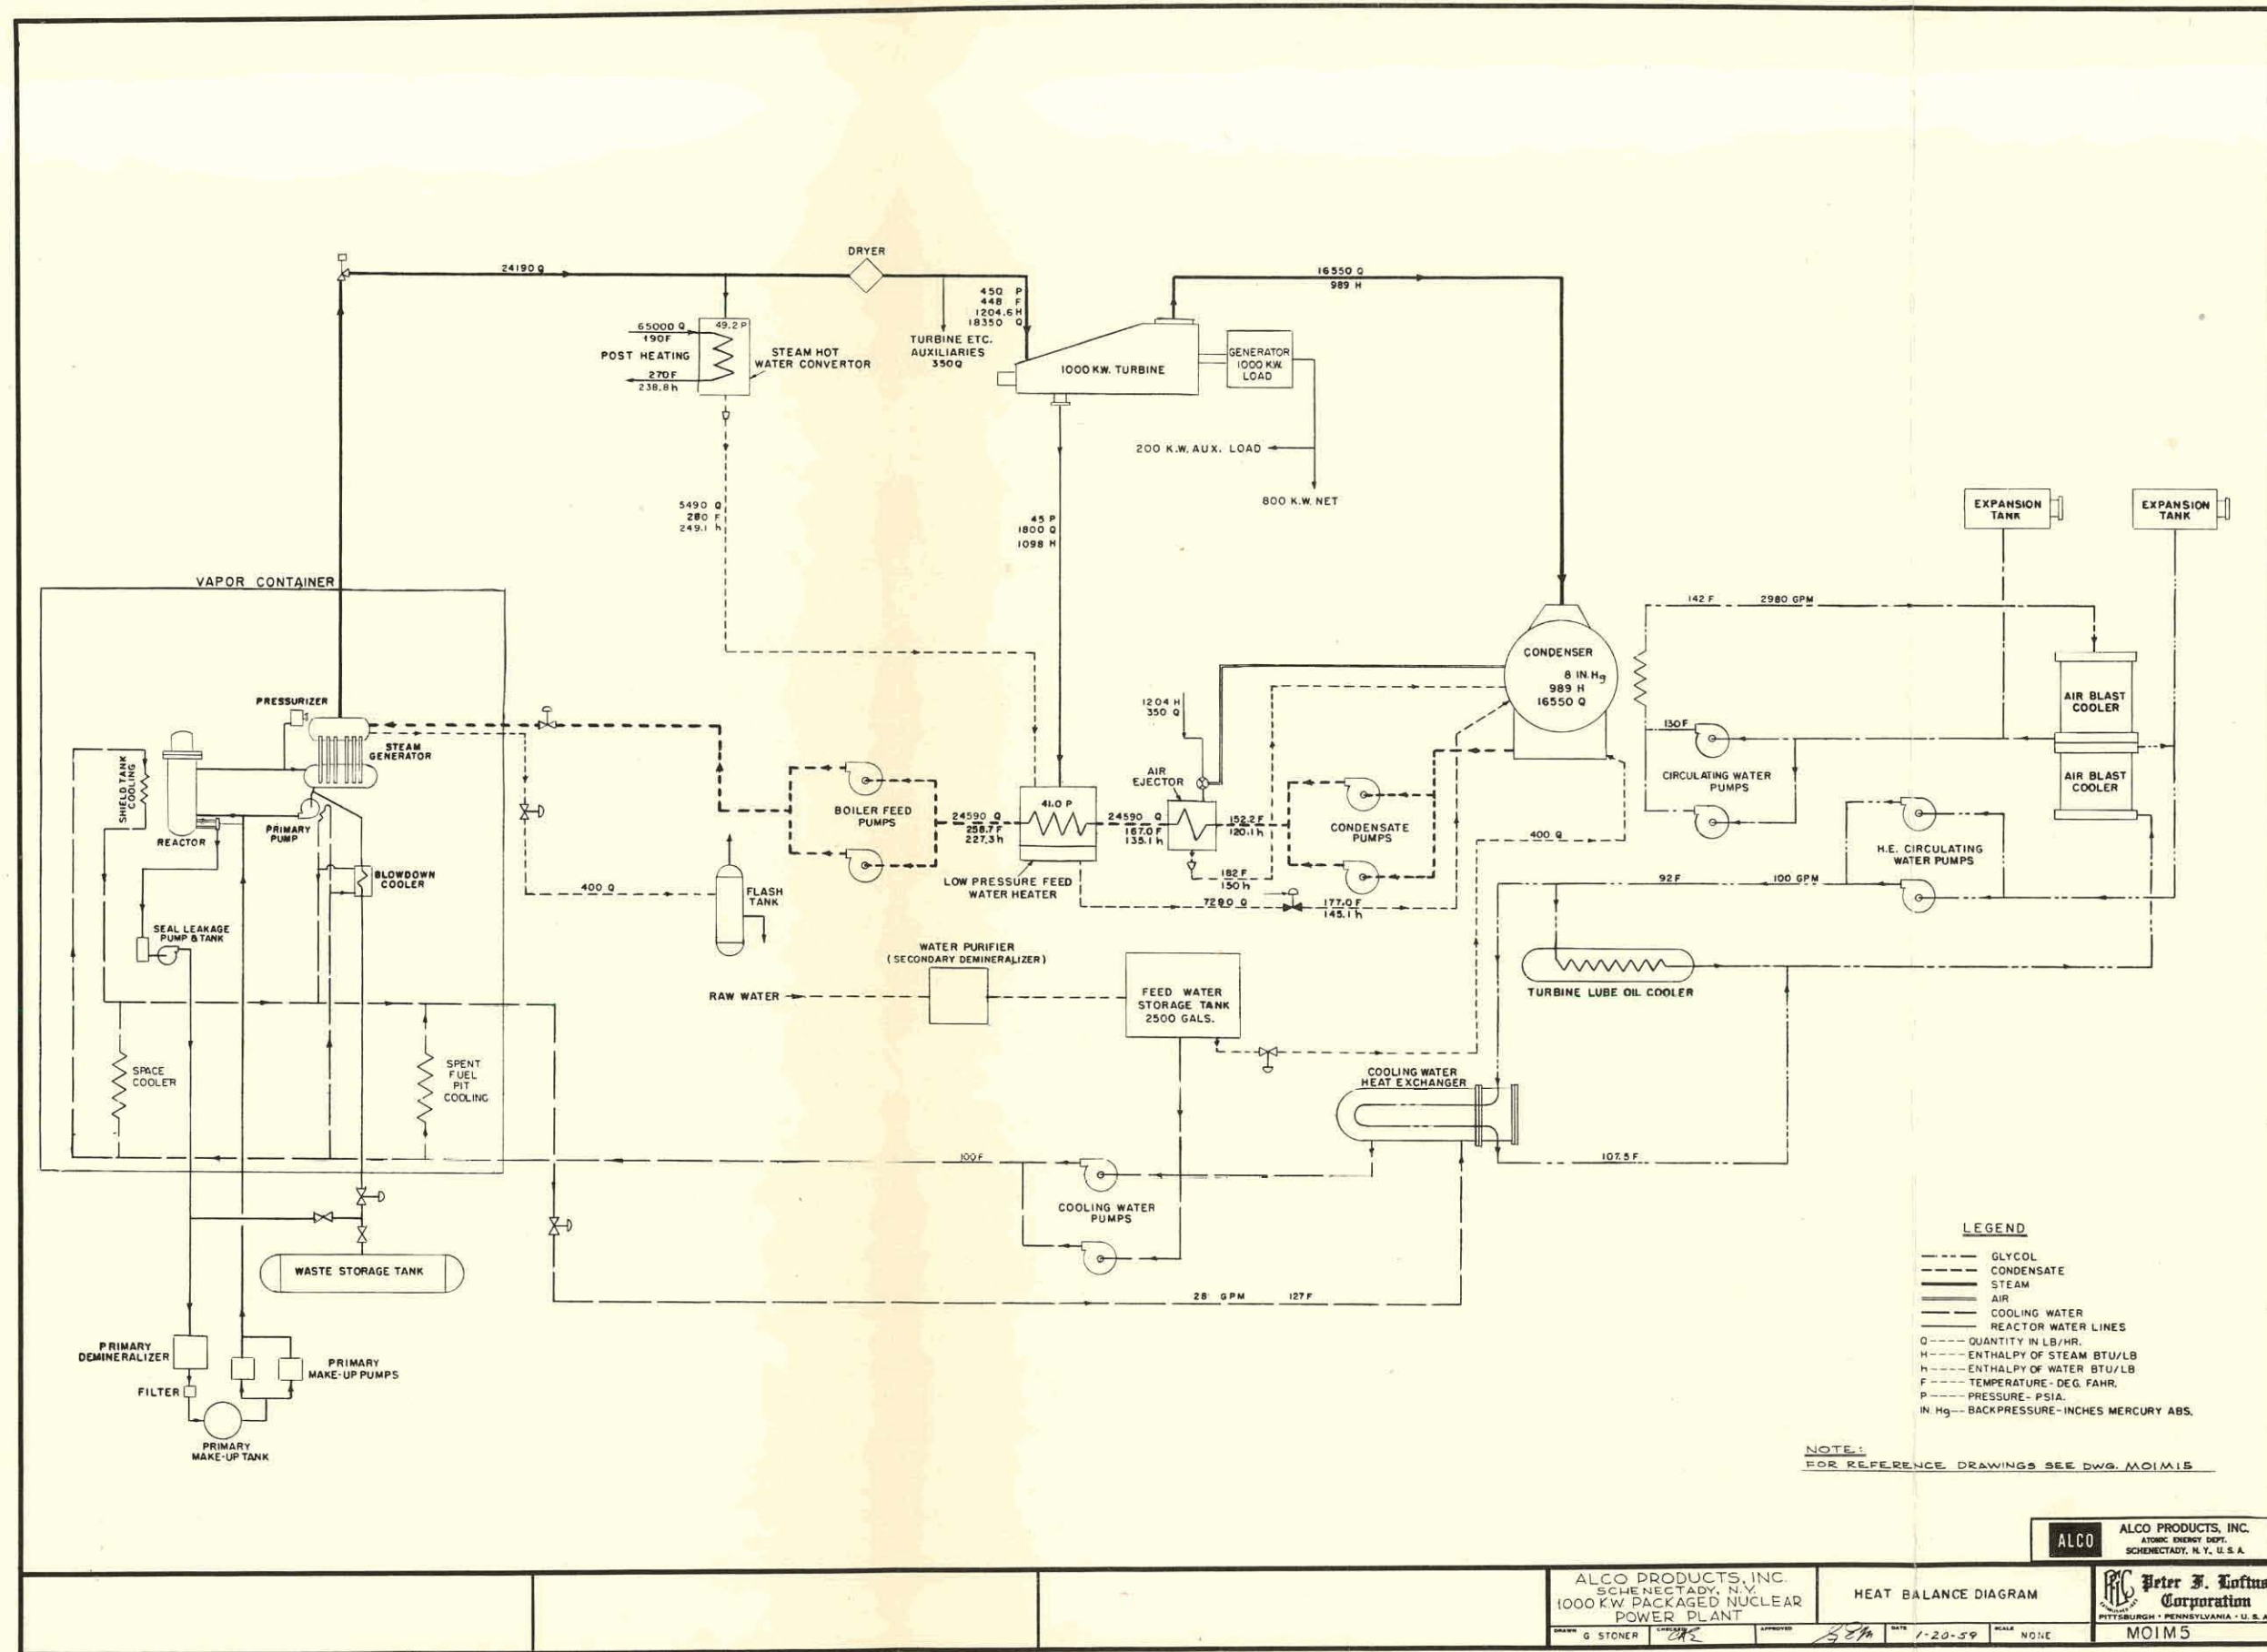 DRYER
24190 Q
16550 Q
989 H
450 P
448 F
1204.6 H
18350 Q
65000 Q
190F
49.2 P
POST HEATING
270 F
238.8 h
STEAM HOT
WATER CONVERTOR
TURBINE ETC.
AUXILIARIES
350Q
1000 KW. TURBINE
GENERATOR
1000 KW.
LOAD
200 K.W. AUX. LOAD
800 K.W. NET
5490 Q
280 F
249.1 h
45 P
1800 Q
1098 H
EXPANSION
TANK
EXPANSION
TANK
VAPOR CONTAINER
142 F
2980 GPM
CONDENSER
8 IN. Hg
989 H
16550 Q
AIR BLAST
COOLER
AIR BLAST
COOLER
130F
CIRCULATING WATER
PUMPS
PRESSURIZER
STEAM
GENERATOR
SHIELD TANK
COOLING
REACTOR
PRIMARY
PUMP
BLOWDOWN
COOLER
1204 H
350 Q
AIR
EJECTOR
BOILER FEED
PUMPS
24590 Q
258.7 F
227.3 h
41.0 P
24590 Q
167.0 F
135.1 h
152.2 F
120.1 h
CONDENSATE
PUMPS
400 Q
H.E. CIRCULATING
WATER PUMPS
LOW PRESSURE FEED
WATER HEATER
182 F
150 h
7290 Q
177.0 F
145.1 h
92F
100 GPM
400 Q
FLASH
TANK
SEAL LEAKAGE
PUMP & TANK
WATER PURIFIER
(SECONDARY DEMINERALIZER)
RAW WATER
FEED WATER
STORAGE TANK
2500 GALS.
TURBINE LUBE OIL COOLER
SPACE
COOLER
SPENT
FUEL
PIT
COOLING
COOLING WATER
HEAT EXCHANGER
100F
107.5 F
COOLING WATER
PUMPS
WASTE STORAGE TANK
28 GPM
127 F
PRIMARY
DEMINERALIZER
PRIMARY
MAKE-UP PUMPS
FILTER
PRIMARY
MAKE-UP TANK
LEGEND
GLYCOL
CONDENSATE
STEAM
AIR
COOLING WATER
REACTOR WATER LINES
Q---- QUANTITY IN LB/HR.
H---- ENTHALPY OF STEAM BTU/LB
h---- ENTHALPY OF WATER BTU/LB
F---- TEMPERATURE-DEG. FAHR.
P---- PRESSURE- PSIA.
IN Hg-- BACKPRESSURE-INCHES MERCURY ABS.
NOTE:
FOR REFERENCE DRAWINGS SEE DWG. MO1M15
ALCO
ALCO PRODUCTS, INC.
ATOMIC ENERGY DEPT.
SCHENECTADY, N. Y., U. S. A.
ALCO PRODUCTS, INC.
SCHENECTADY, N.Y.
1000 KW PACKAGED NUCLEAR
POWER PLANT
HEAT BALANCE DIAGRAM
Peter F. Loftus
Corporation
PITTSBURGH • PENNSYLVANIA • U. S. A
DRAWN G STONER
CHECKED
APPROVED
DATE 1-20-59
SCALE NONE
MO1M5